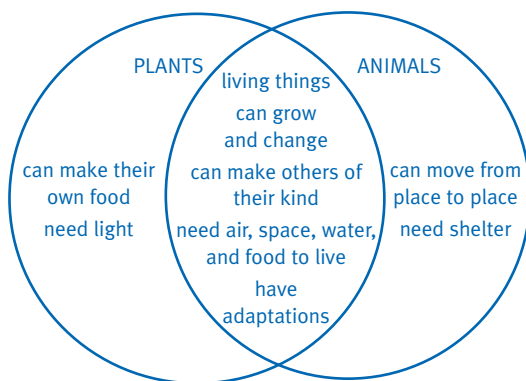 PLANTS
ANIMALS
can make their
own food
need light
living things
can grow
and change
can make others of
their kind
need air, space, water,
and food to live
have
adaptations
can move from
place to place
need shelter